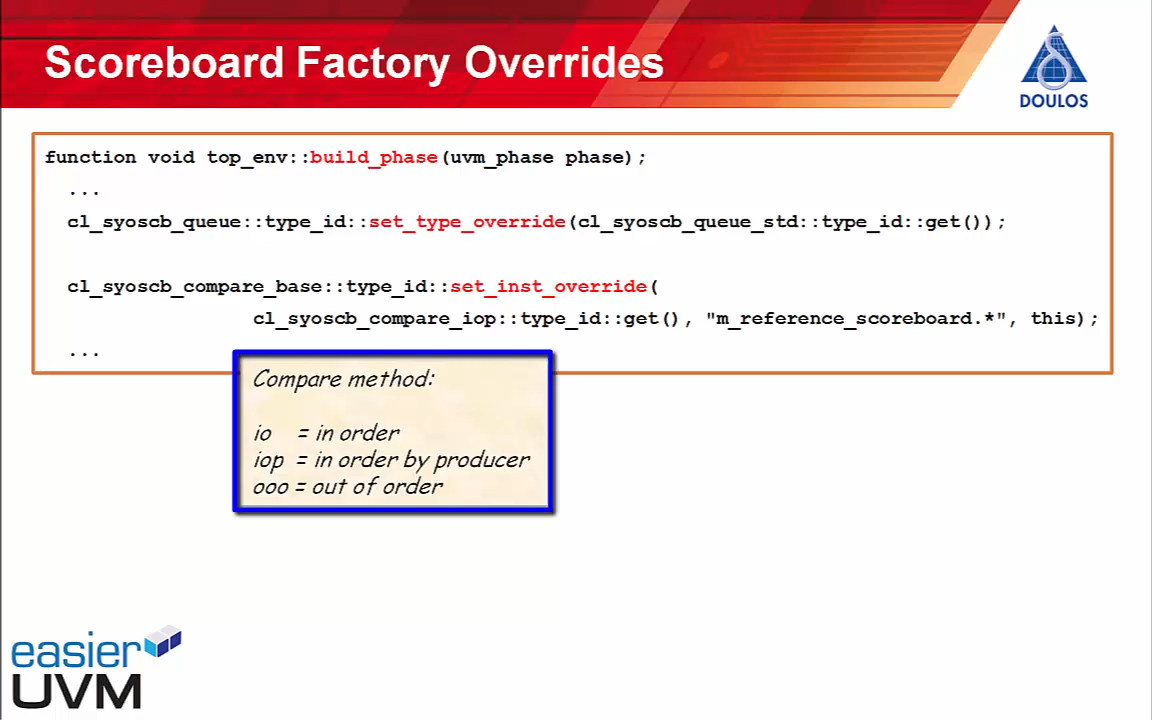 Scoreboard Factory Overrides
DOULOS
function void top_env::build_phase(uvm_phase phase);
...
cl_syoscb_queue::type_id::set_type_override(cl_syoscb_queue_std::type_id::get());
cl_syoscb_compare_base::type_id::set_inst_override(
cl_syoscb_compare_iop::type_id::get(), "m_reference_scoreboard.*", this);
...
Compare method:
io = in order
iop = in order by producer
ooo = out of order
easier
UVM